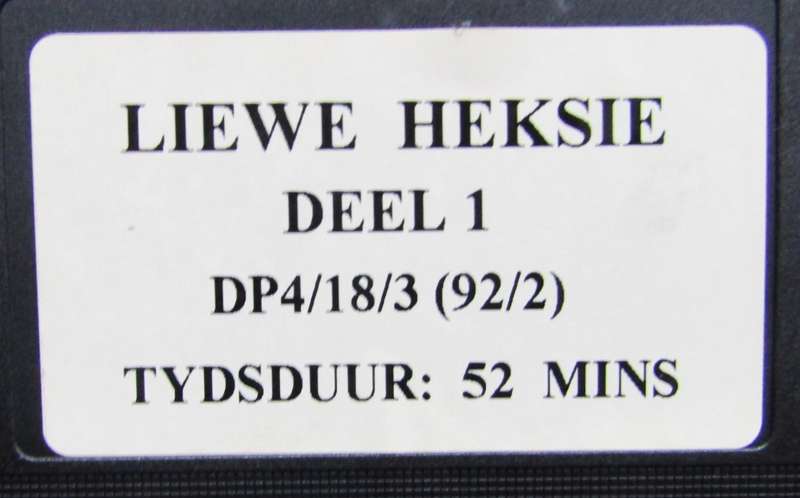 LIEWE HEKSIE
DEEL 1
DP4/18/3 (92/2)
TYDSDUUR: 52 MINS